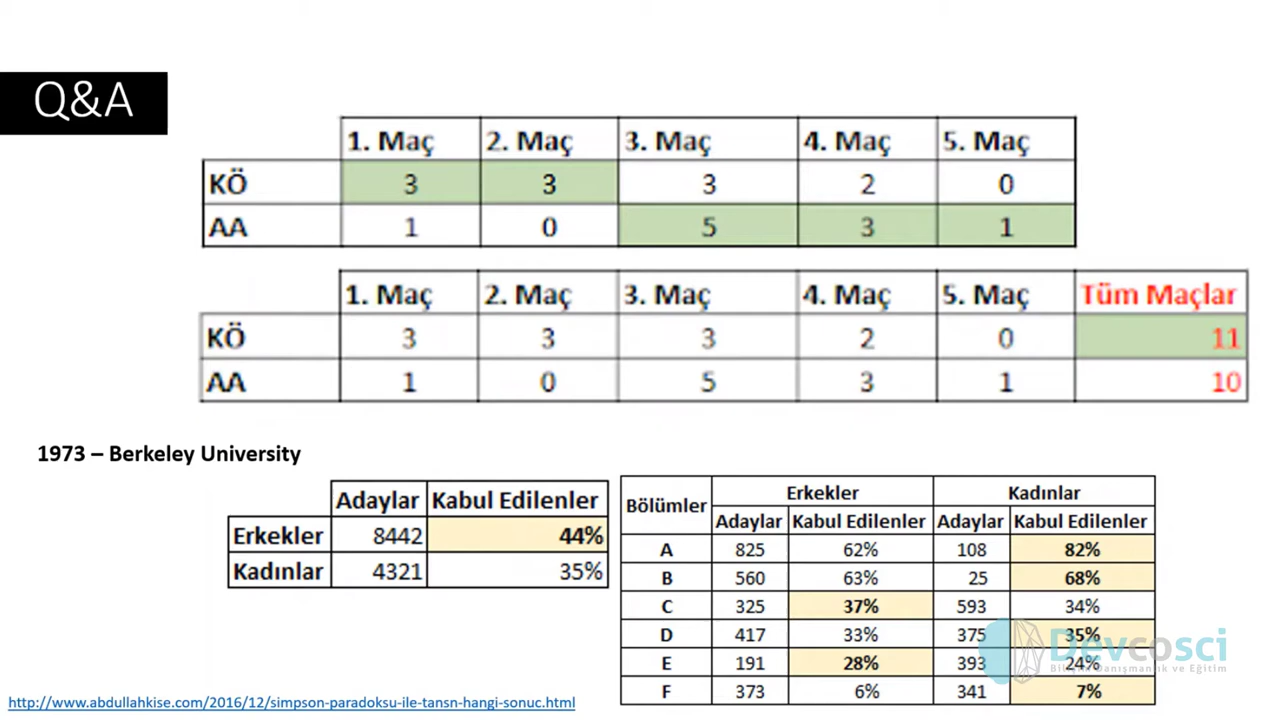 Q&A
1. Maç 2. Maç 3. Maç 4. Maç 5. Maç
KÖ 3 3 3 2 0
AA 1 0 5 3 1
1. Maç 2. Maç 3. Maç 4. Maç 5. Maç Tüm Maçlar
KÖ 3 3 3 2 0 11
AA 1 0 5 3 1 10
1973 – Berkeley University
Adaylar Kabul Edilenler
Erkekler 8442 44%
Kadınlar 4321 35%
Bölümler Erkekler Kadınlar
Adaylar Kabul Edilenler Adaylar Kabul Edilenler
A 825 62% 108 82%
B 560 63% 25 68%
C 325 37% 593 34%
D 417 33% 375 35%
E 191 28% 393 24%
F 373 6% 341 7%
Devcosci
Bilişim Danışmanlık ve Eğitim
http://www.abdullahkise.com/2016/12/simpson-paradoksu-ile-tansn-hangi-sonuc.html